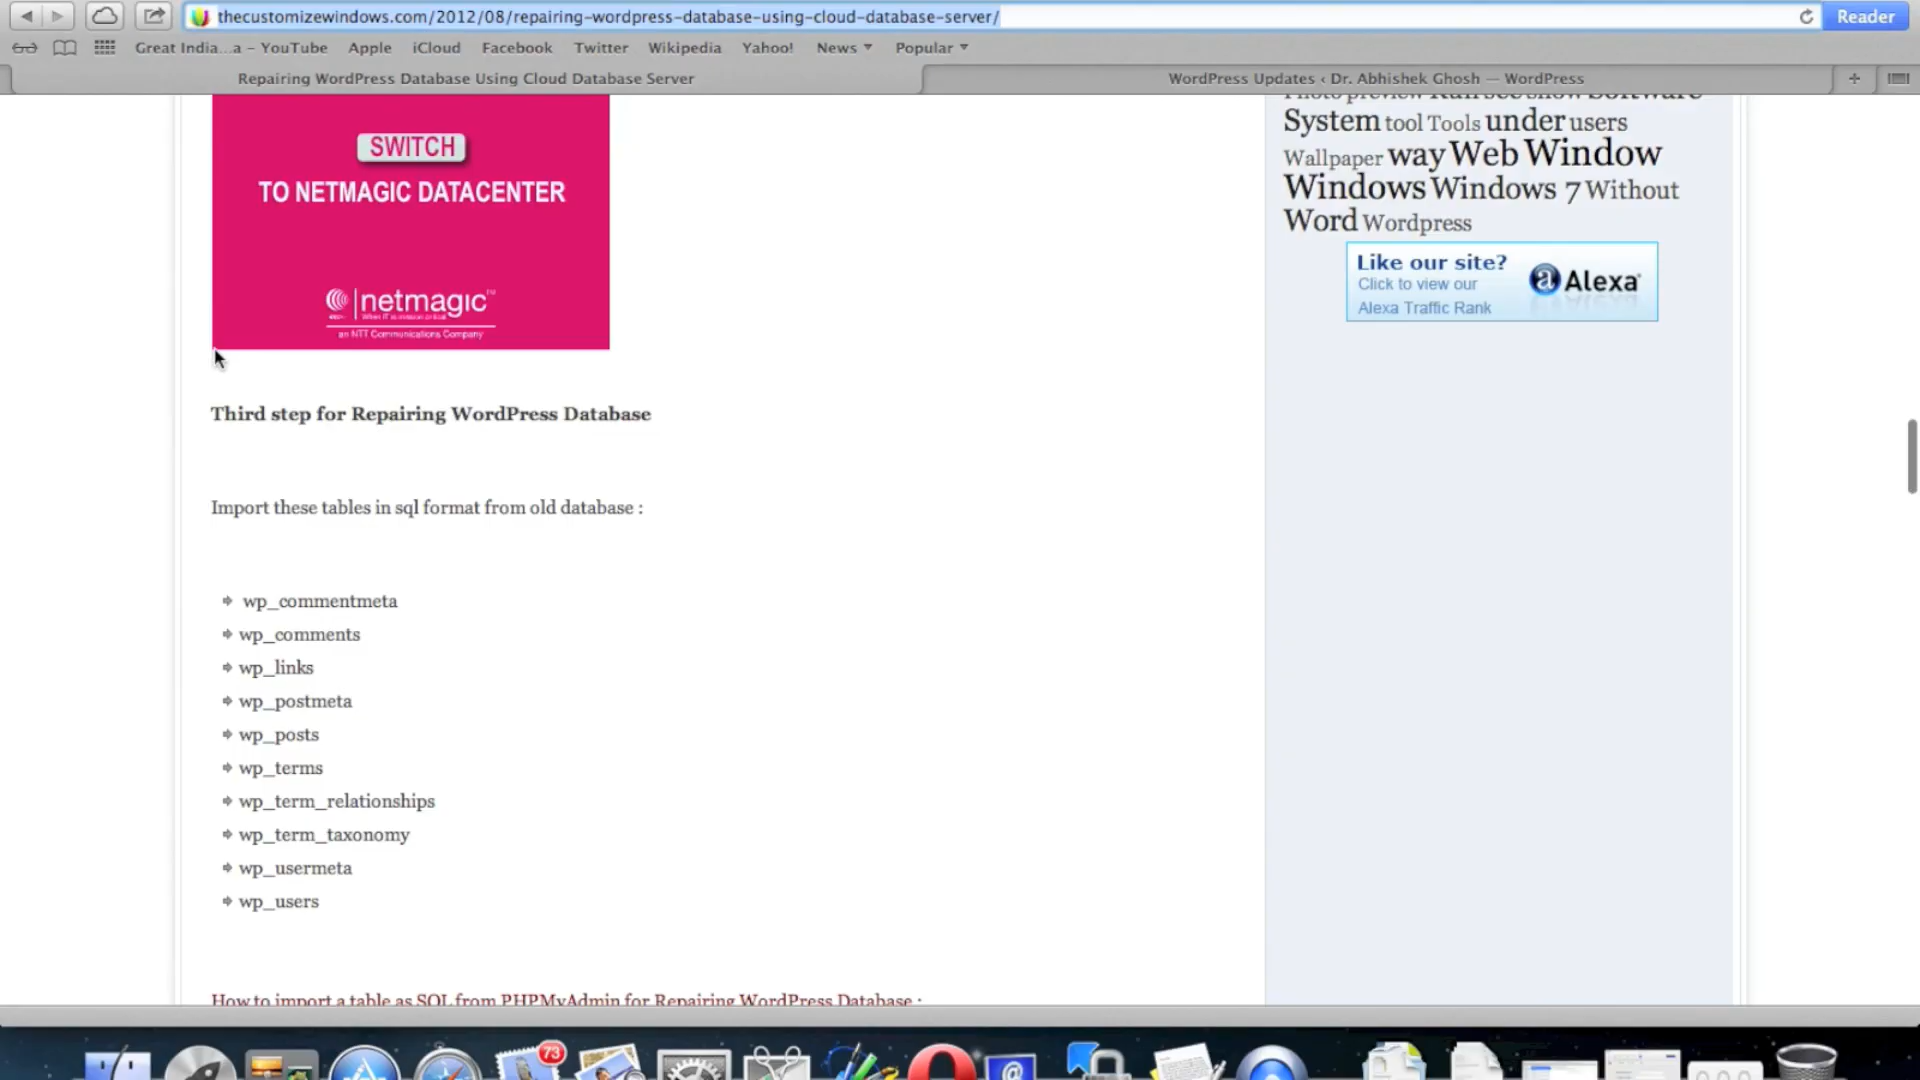 thecustomizewindows.com/2012/08/repairing-wordpress-database-using-cloud-database-server/
Reader
Great India...a – YouTube Apple iCloud Facebook Twitter Wikipedia Yahoo! News Popular
Repairing WordPress Database Using Cloud Database Server
WordPress Updates ‹ Dr. Abhishek Ghosh — WordPress
SWITCH
TO NETMAGIC DATACENTER
netmagic™
an NTT Communications Company
Third step for Repairing WordPress Database
Import these tables in sql format from old database :
wp_commentmeta
wp_comments
wp_links
wp_postmeta
wp_posts
wp_terms
wp_term_relationships
wp_term_taxonomy
wp_usermeta
wp_users
How to import a table as SQL from PHPMyAdmin for Repairing WordPress Database :
System tool Tools under users
Wallpaper way Web Window
Windows Windows 7 Without
Word Wordpress
Like our site?
Click to view our
Alexa Traffic Rank
Alexa®
73